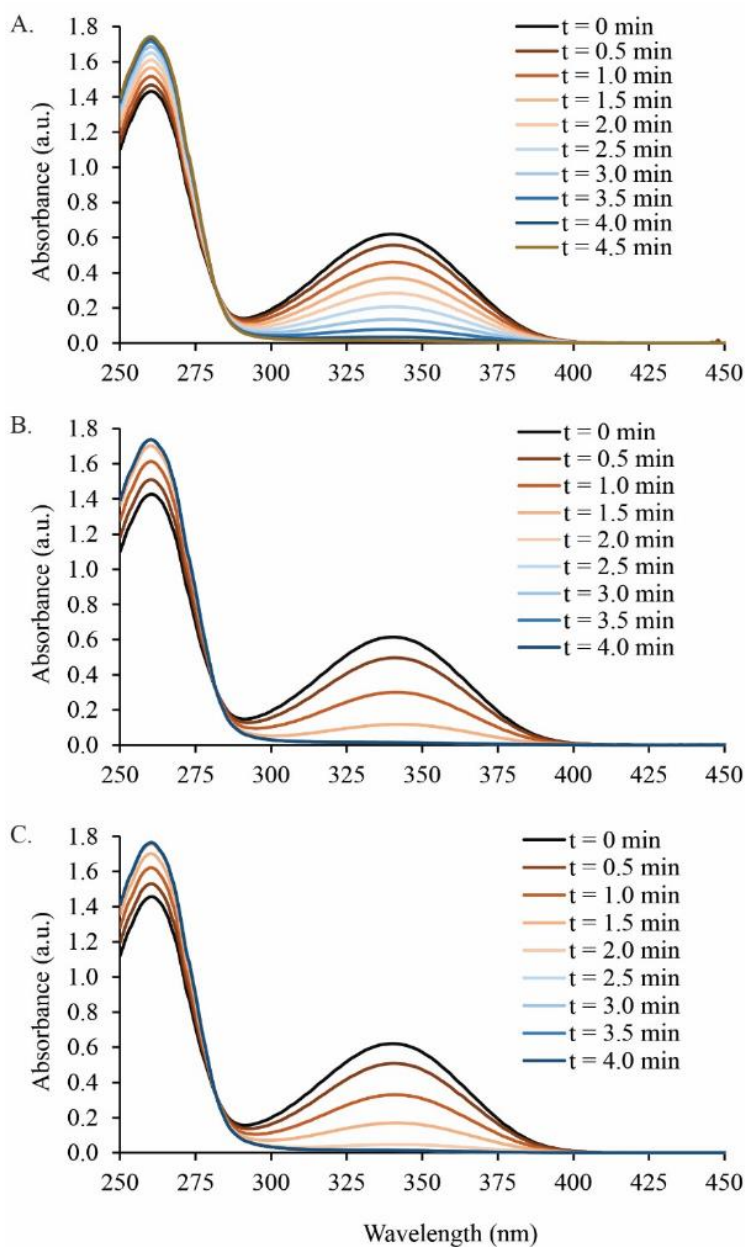 A.
Absorbance (a.u.)
1.8
1.6
1.4
1.2
1.0
0.8
0.6
0.4
0.2
0.0
t = 0 min
t = 0.5 min
t = 1.0 min
t = 1.5 min
t = 2.0 min
t = 2.5 min
t = 3.0 min
t = 3.5 min
t = 4.0 min
t = 4.5 min
250 275 300 325 350 375 400 425 450
B.
Absorbance (a.u.)
1.8
1.6
1.4
1.2
1.0
0.8
0.6
0.4
0.2
0.0
t = 0 min
t = 0.5 min
t = 1.0 min
t = 1.5 min
t = 2.0 min
t = 2.5 min
t = 3.0 min
t = 3.5 min
t = 4.0 min
250 275 300 325 350 375 400 425 450
C.
Absorbance (a.u.)
1.8
1.6
1.4
1.2
1.0
0.8
0.6
0.4
0.2
0.0
t = 0 min
t = 0.5 min
t = 1.0 min
t = 1.5 min
t = 2.0 min
t = 2.5 min
t = 3.0 min
t = 3.5 min
t = 4.0 min
250 275 300 325 350 375 400 425 450
Wavelength (nm)